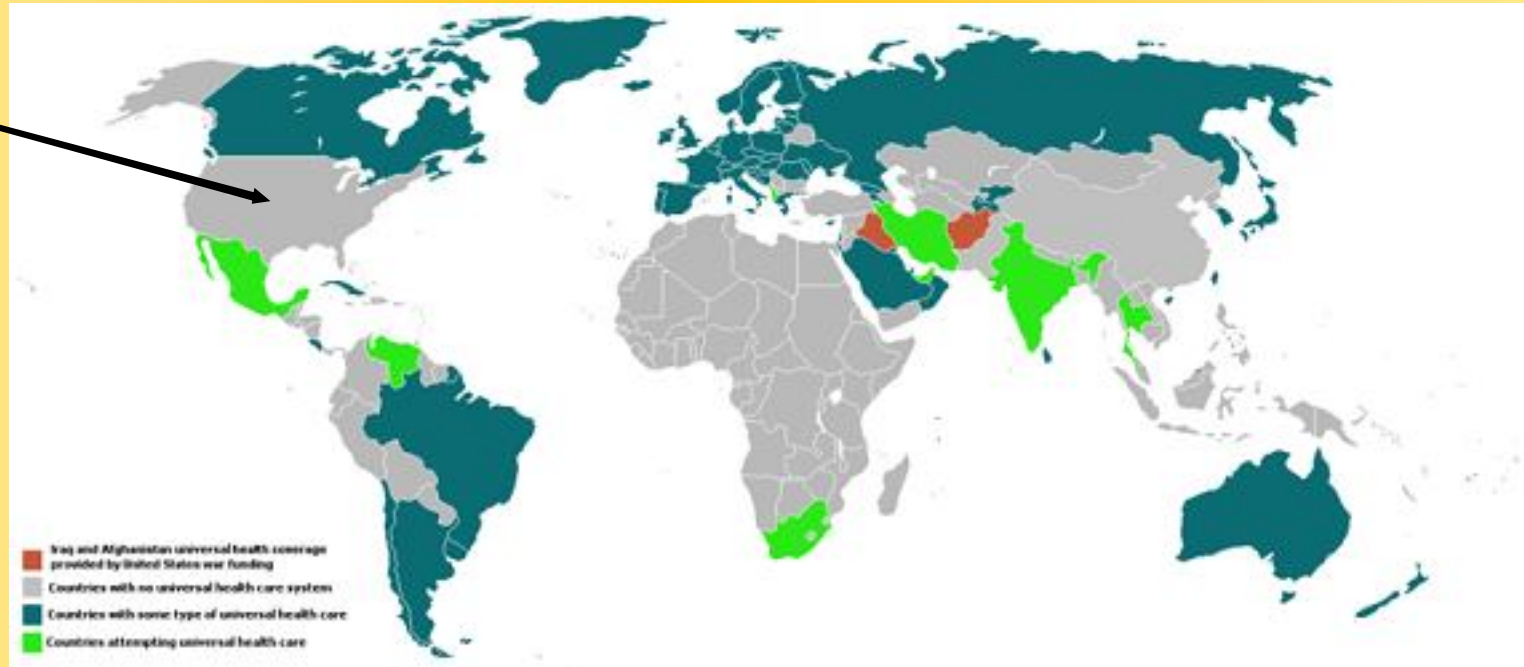 Iraq and Afghanistan universal health coverage
provided by United States war funding
Countries with no universal health care system
Countries with some type of universal health care
Countries attempting universal health care